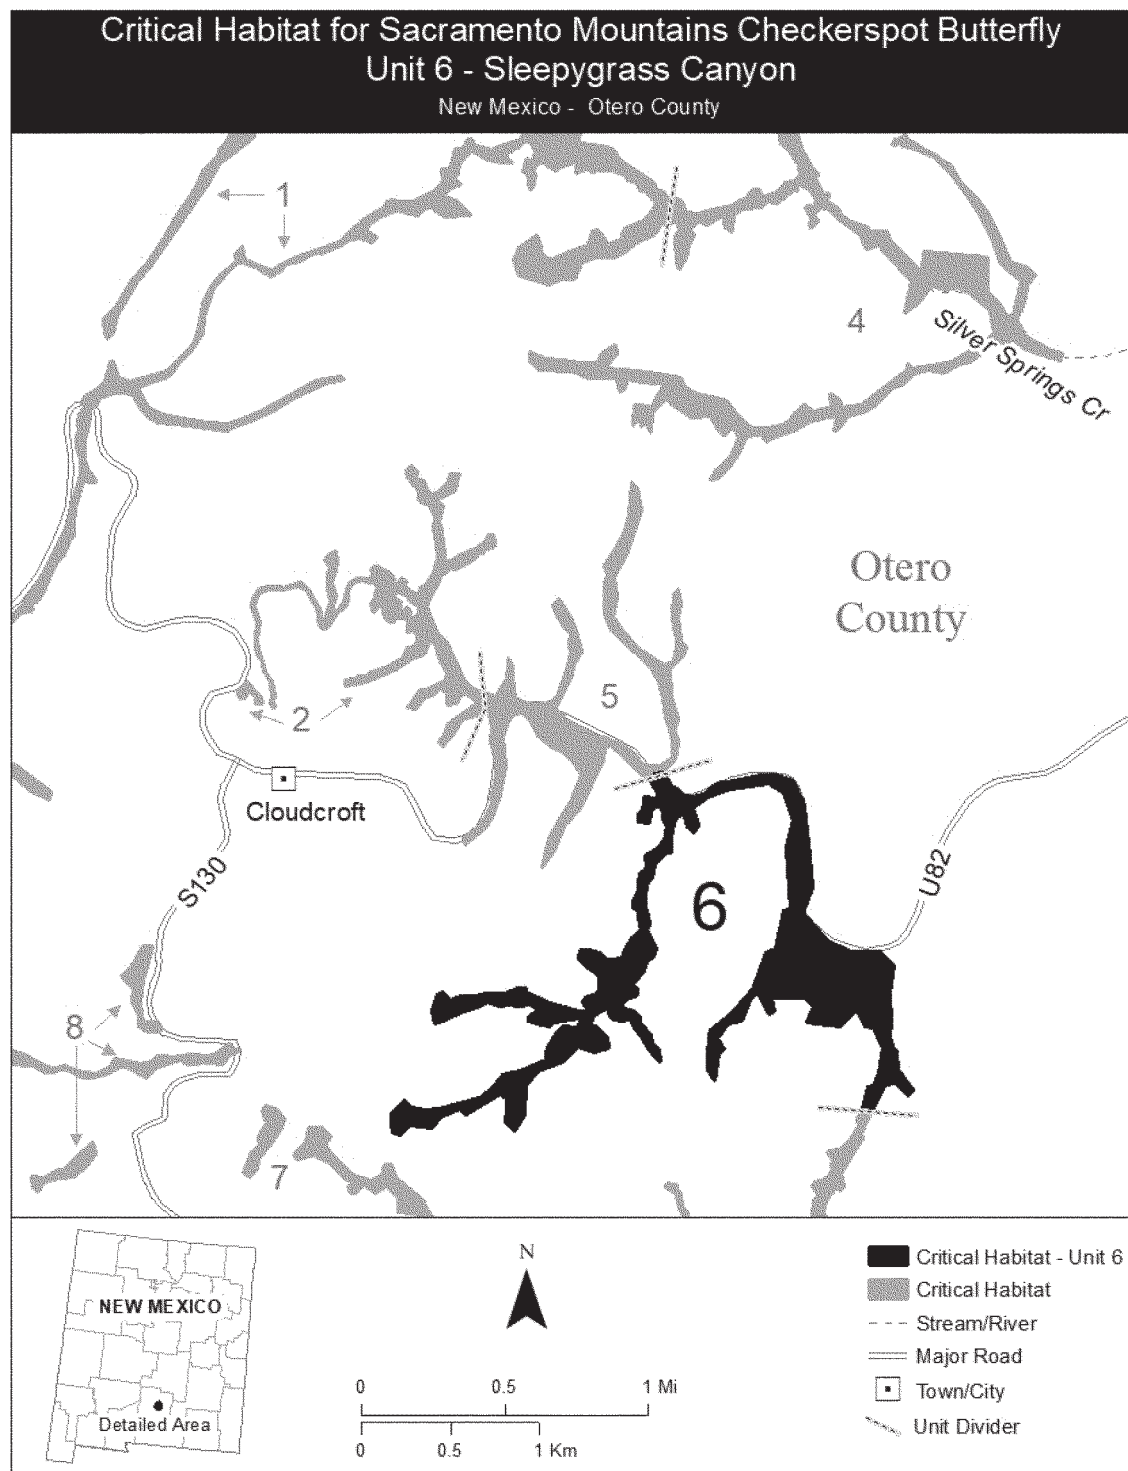 Critical Habitat for Sacramento Mountains Checkerspot Butterfly
Unit 6 - Sleepygrass Canyon
New Mexico - Otero County
1
4
Silver Springs Cr
Otero
County
5
2
Cloudcroft
S130
U82
6
8
7
NEW MEXICO
Detailed Area
N
0 0.5 1 Mi
0 0.5 1 Km
Critical Habitat - Unit 6
Critical Habitat
Stream/River
Major Road
Town/City
Unit Divider